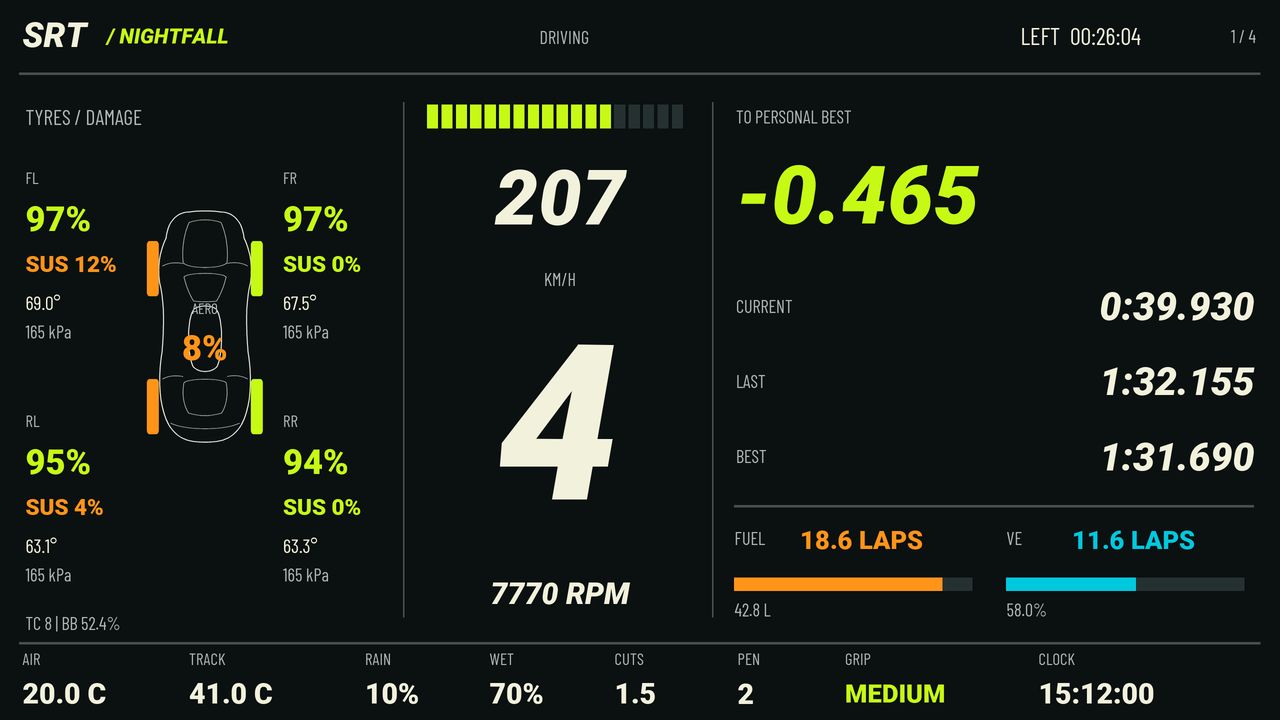 SRT / NIGHTFALL
DRIVING
LEFT 00:26:04
1 / 4
TYRES / DAMAGE
FL
97%
SUS 12%
69.0°
165 kPa
FR
97%
SUS 0%
67.5°
165 kPa
AERO
8%
RL
95%
SUS 4%
63.1°
165 kPa
RR
94%
SUS 0%
63.3°
165 kPa
TC 8 | BB 52.4%
207
KM/H
4
7770 RPM
TO PERSONAL BEST
-0.465
CURRENT 0:39.930
LAST 1:32.155
BEST 1:31.690
FUEL 18.6 LAPS
42.8 L
VE 11.6 LAPS
58.0%
AIR
20.0 C
TRACK
41.0 C
RAIN
10%
WET
70%
CUTS
1.5
PEN
2
GRIP
MEDIUM
CLOCK
15:12:00